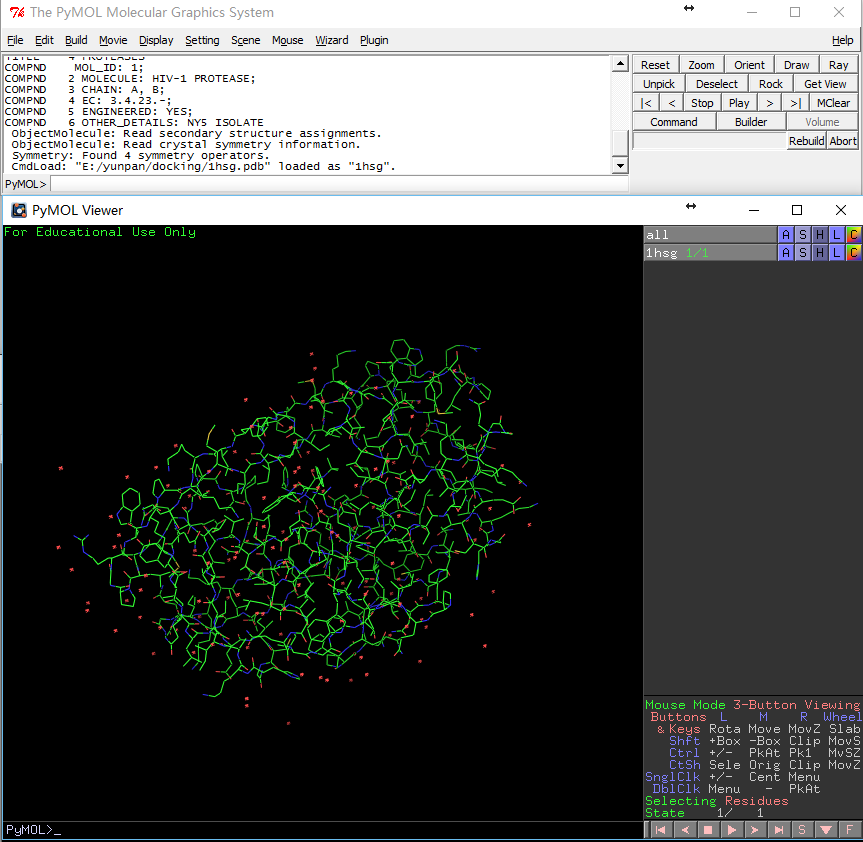 The PyMOL Molecular Graphics System
File Edit Build Movie Display Setting Scene Mouse Wizard Plugin Help
TITLE    4 PROTEASES
COMPND     MOL_ID: 1;
COMPND   2 MOLECULE: HIV-1 PROTEASE;
COMPND   3 CHAIN: A, B;
COMPND   4 EC: 3.4.23.-;
COMPND   5 ENGINEERED: YES;
COMPND   6 OTHER_DETAILS: NY5 ISOLATE
ObjectMolecule: Read secondary structure assignments.
ObjectMolecule: Read crystal symmetry information.
Symmetry: Found 4 symmetry operators.
CmdLoad: "E:/yunpan/docking/1hsg.pdb" loaded as "1hsg".
PyMOL>
Reset Zoom Orient Draw Ray
Unpick Deselect Rock Get View
|< < Stop Play > >| MClear
Command Builder Volume
Rebuild Abort
PyMOL Viewer
For Educational Use Only
all A S H L C
1hsg 1/1 A S H L C
Mouse Mode 3-Button Viewing
Buttons L M R Wheel
& Keys Rota Move MovZ Slab
Shft +Box -Box Clip MovS
Ctrl +/- PkAt Pk1 MvSZ
CtSh Sele Orig Clip MovZ
SnglClk +/- Cent Menu
DblClk Menu - PkAt
Selecting Residues
State 1/ 1
PyMOL>_
S F